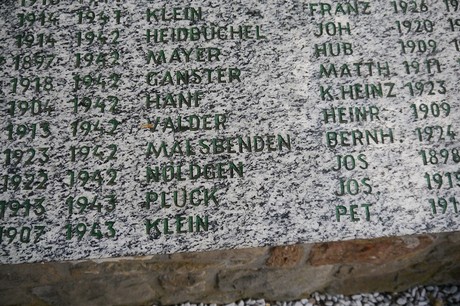 1914 1941 KLEIN FRANZ 1926
1914 1942 HEIDBÜCHEL JOH 1920
1897 1942 MAYER HUB 1909
1918 1942 GANSTER MATTH. 1911
1904 1942 HANF K. HEINZ 1923
1913 1942 WALDER HEINR. 1909
1923 1942 MAESBENDEN BERNH. 1924
1922 1942 NOLDGEN JOS 1898
1913 1943 PLÜCK JOS
1907 1943 KLEIN PET